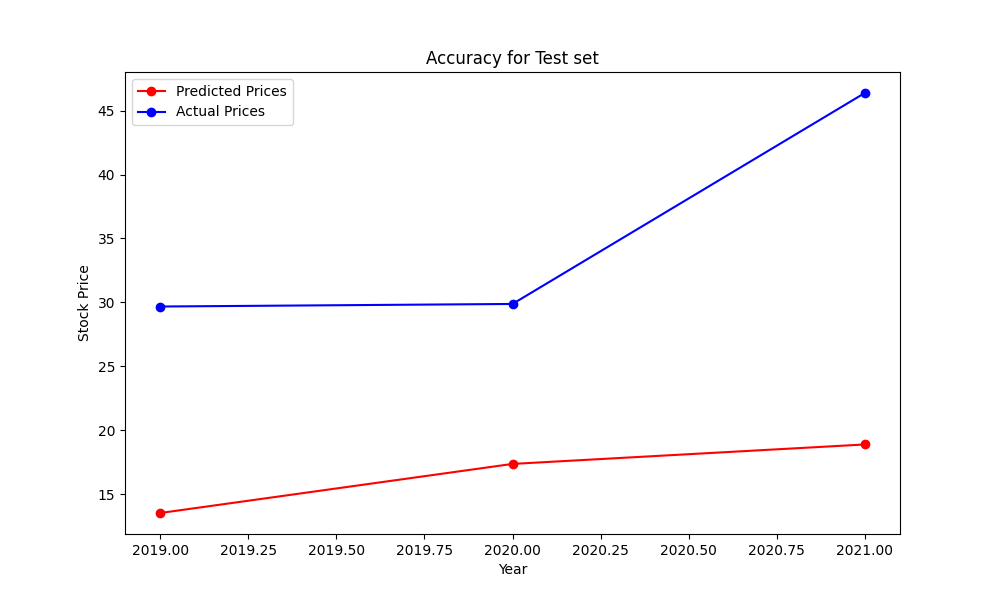 Accuracy for Test set
Predicted Prices
Actual Prices
Stock Price
45
40
35
30
25
20
15
2019.00 2019.25 2019.50 2019.75 2020.00 2020.25 2020.50 2020.75 2021.00
Year